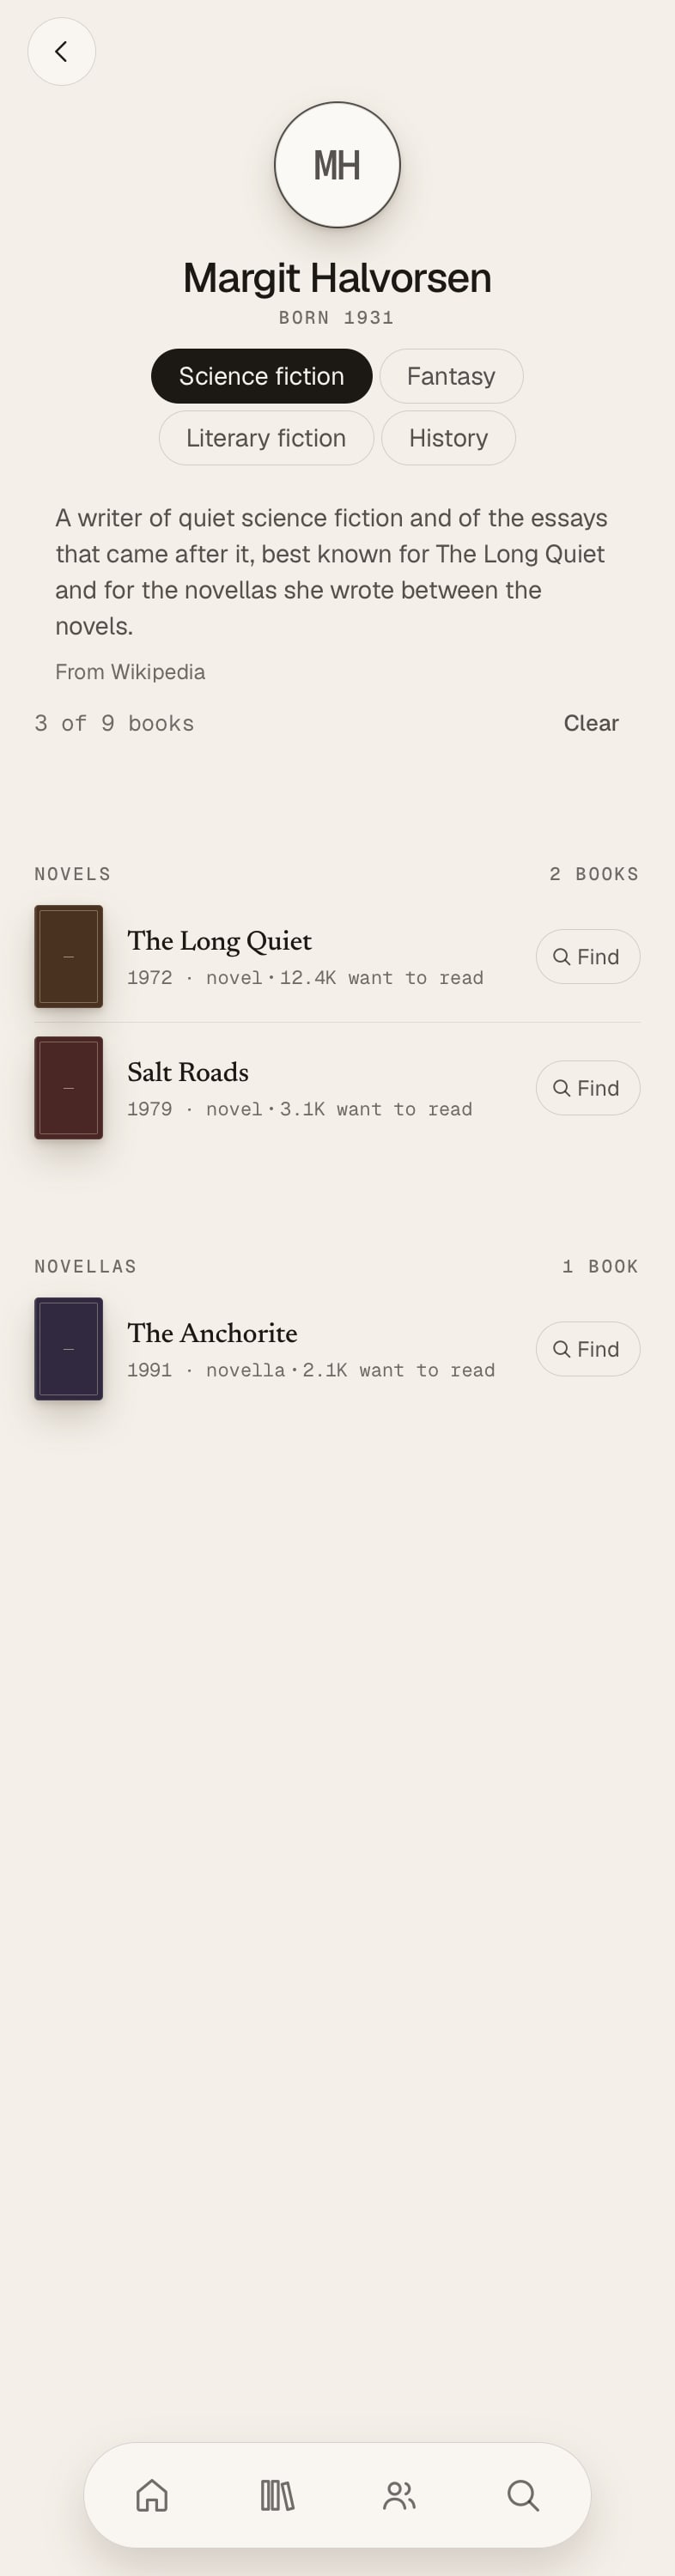 MH
Margit Halvorsen
BORN 1931
Science fiction
Fantasy
Literary fiction
History
A writer of quiet science fiction and of the essays
that came after it, best known for The Long Quiet
and for the novellas she wrote between the
novels.
From Wikipedia
3 of 9 books
Clear
NOVELS
2 BOOKS
The Long Quiet
1972 · novel · 12.4K want to read
Find
Salt Roads
1979 · novel · 3.1K want to read
Find
NOVELLAS
1 BOOK
The Anchorite
1991 · novella · 2.1K want to read
Find